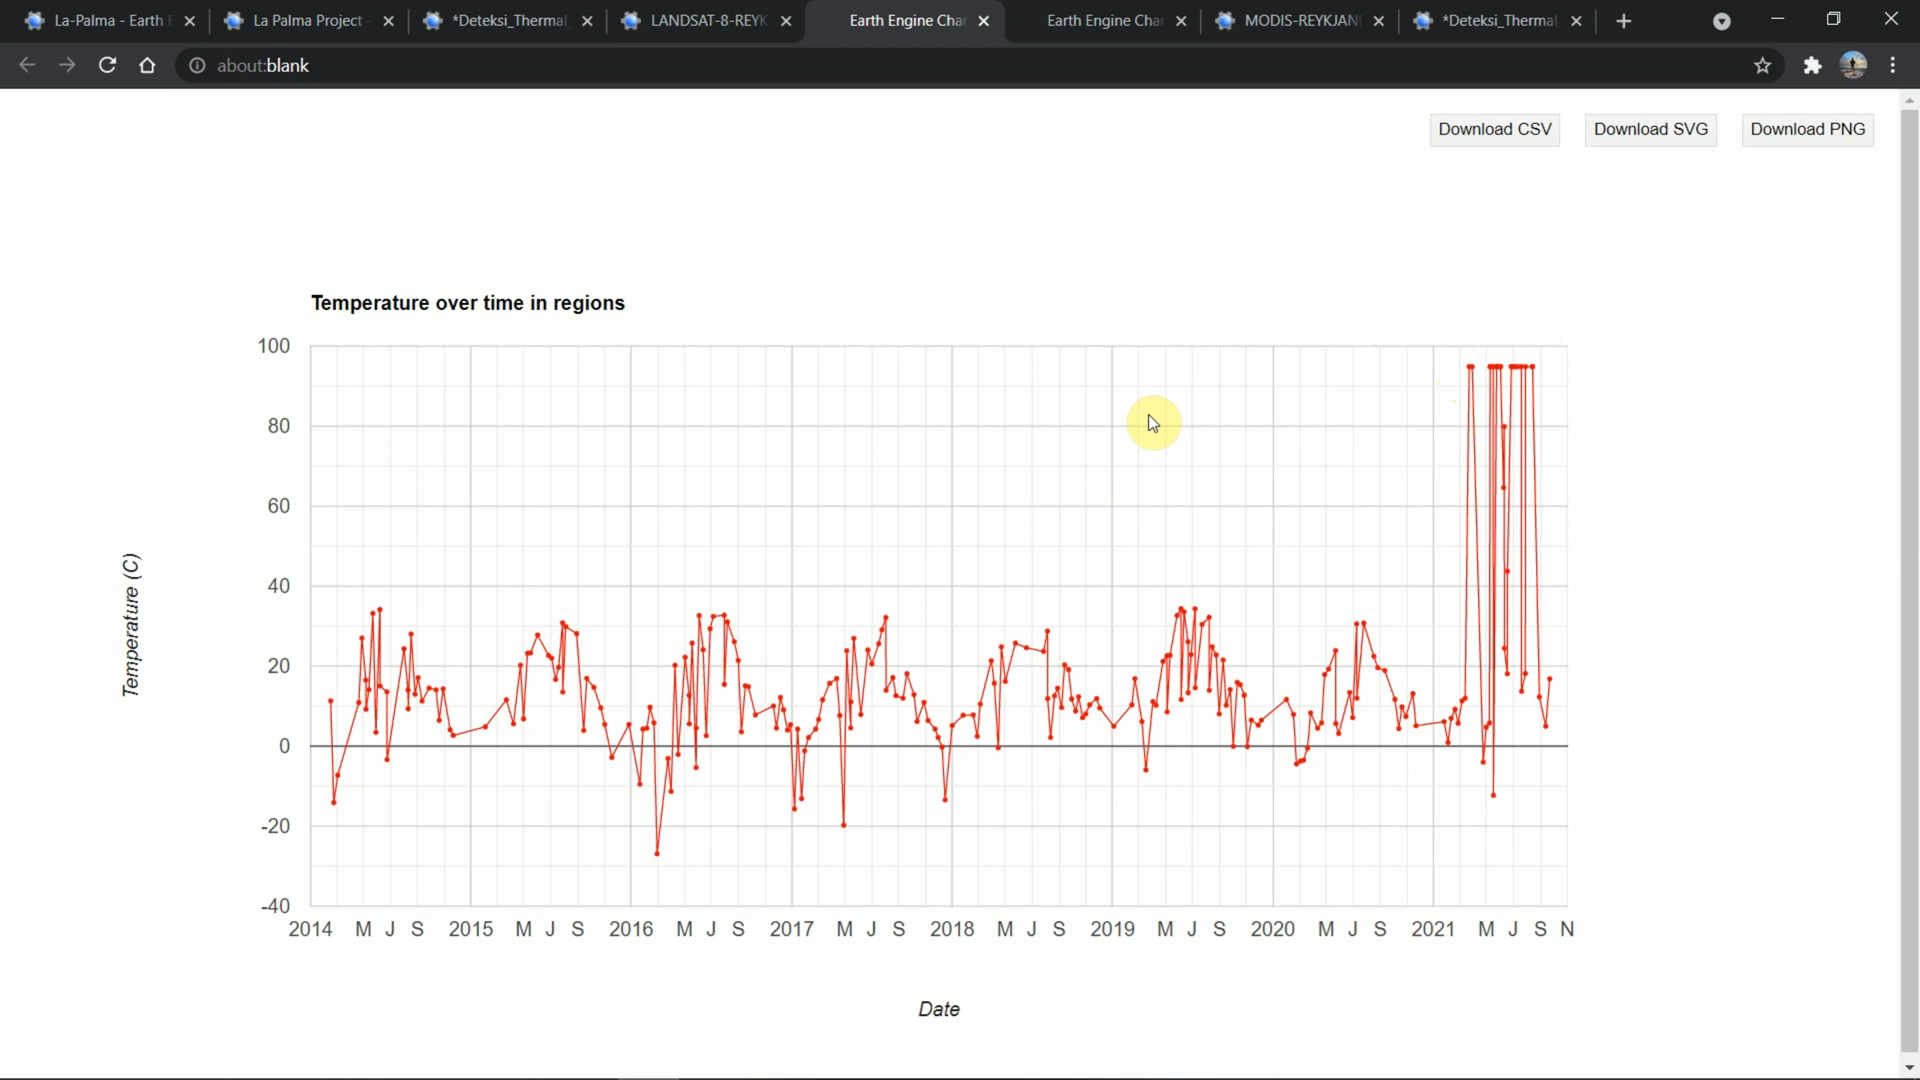 La-Palma - Earth E
La Palma Project -
*Deteksi_Thermal
LANDSAT-8-REYK
Earth Engine Char
Earth Engine Char
MODIS-REYKJAN
*Deteksi_Thermal
about:blank
Download CSV
Download SVG
Download PNG
Temperature over time in regions
100
80
60
40
20
0
-20
-40
Temperature (C)
2014 M J S 2015 M J S 2016 M J S 2017 M J S 2018 M J S 2019 M J S 2020 M J S 2021 M J S N
Date